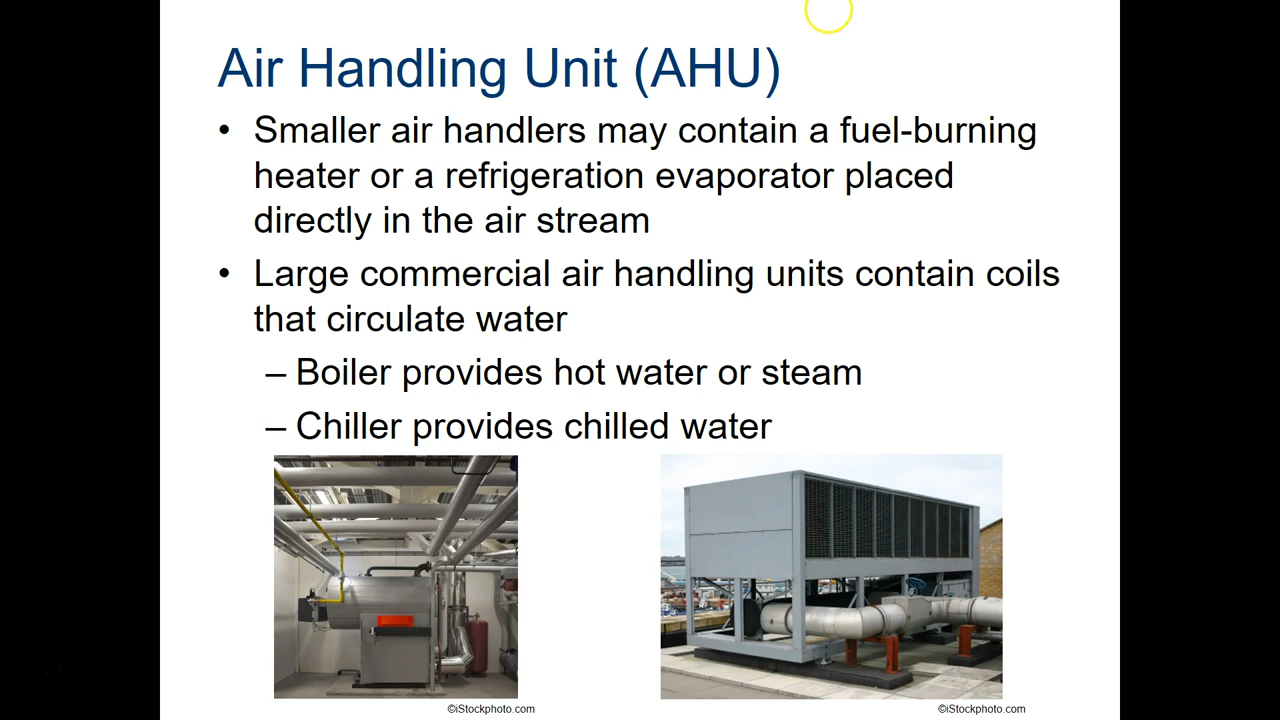 Air Handling Unit (AHU)
• Smaller air handlers may contain a fuel-burning
heater or a refrigeration evaporator placed
directly in the air stream
• Large commercial air handling units contain coils
that circulate water
– Boiler provides hot water or steam
– Chiller provides chilled water
©iStockphoto.com
©iStockphoto.com